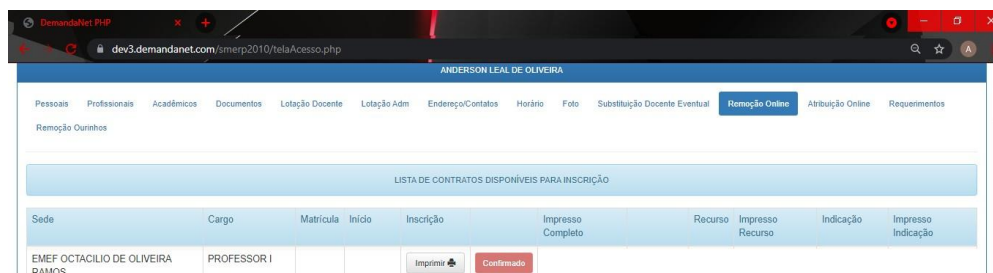 DemandaNet PHP
dev3.demandanet.com/smerp2010/telaAcesso.php
A
ANDERSON LEAL DE OLIVEIRA
Pessoais Profissionais Acadêmicos Documentos Lotação Docente Lotação Adm Endereço/Contatos Horário Foto Substituição Docente Eventual Remoção Online Atribuição Online Requerimentos
Remoção Ourinhos
LISTA DE CONTRATOS DISPONÍVEIS PARA INSCRIÇÃO
Sede Cargo Matrícula Início Inscrição Impresso Recurso Impresso Indicação Impresso
Completo Recurso Indicação
EMEF OCTACILIO DE OLIVEIRA PROFESSOR I Imprimir Confirmado
RAMOS